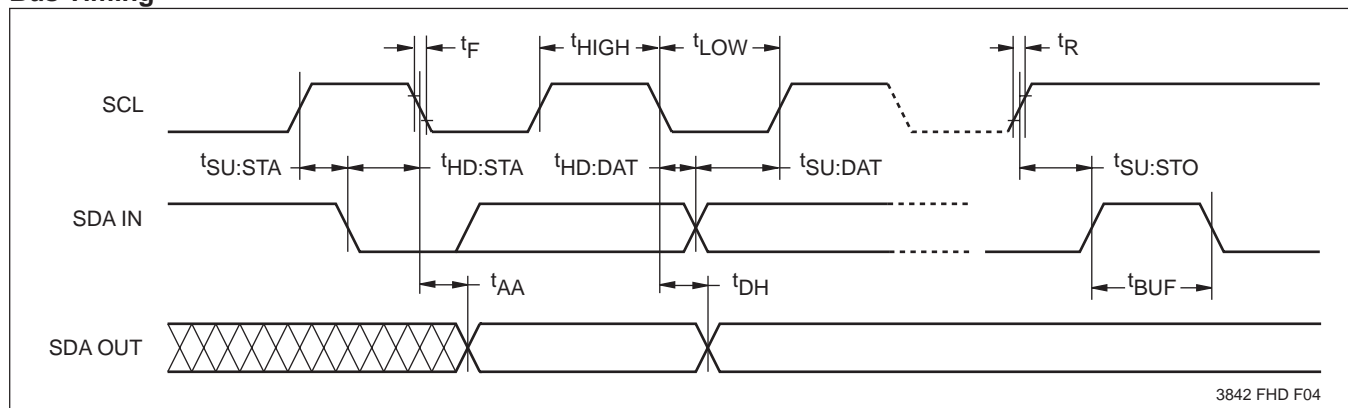 Bus Timing
tF
tHIGH
tLOW
tR
SCL
tSU:STA
tHD:STA
tHD:DAT
tSU:DAT
tSU:STO
SDA IN
tAA
tDH
tBUF
SDA OUT
3842 FHD F04